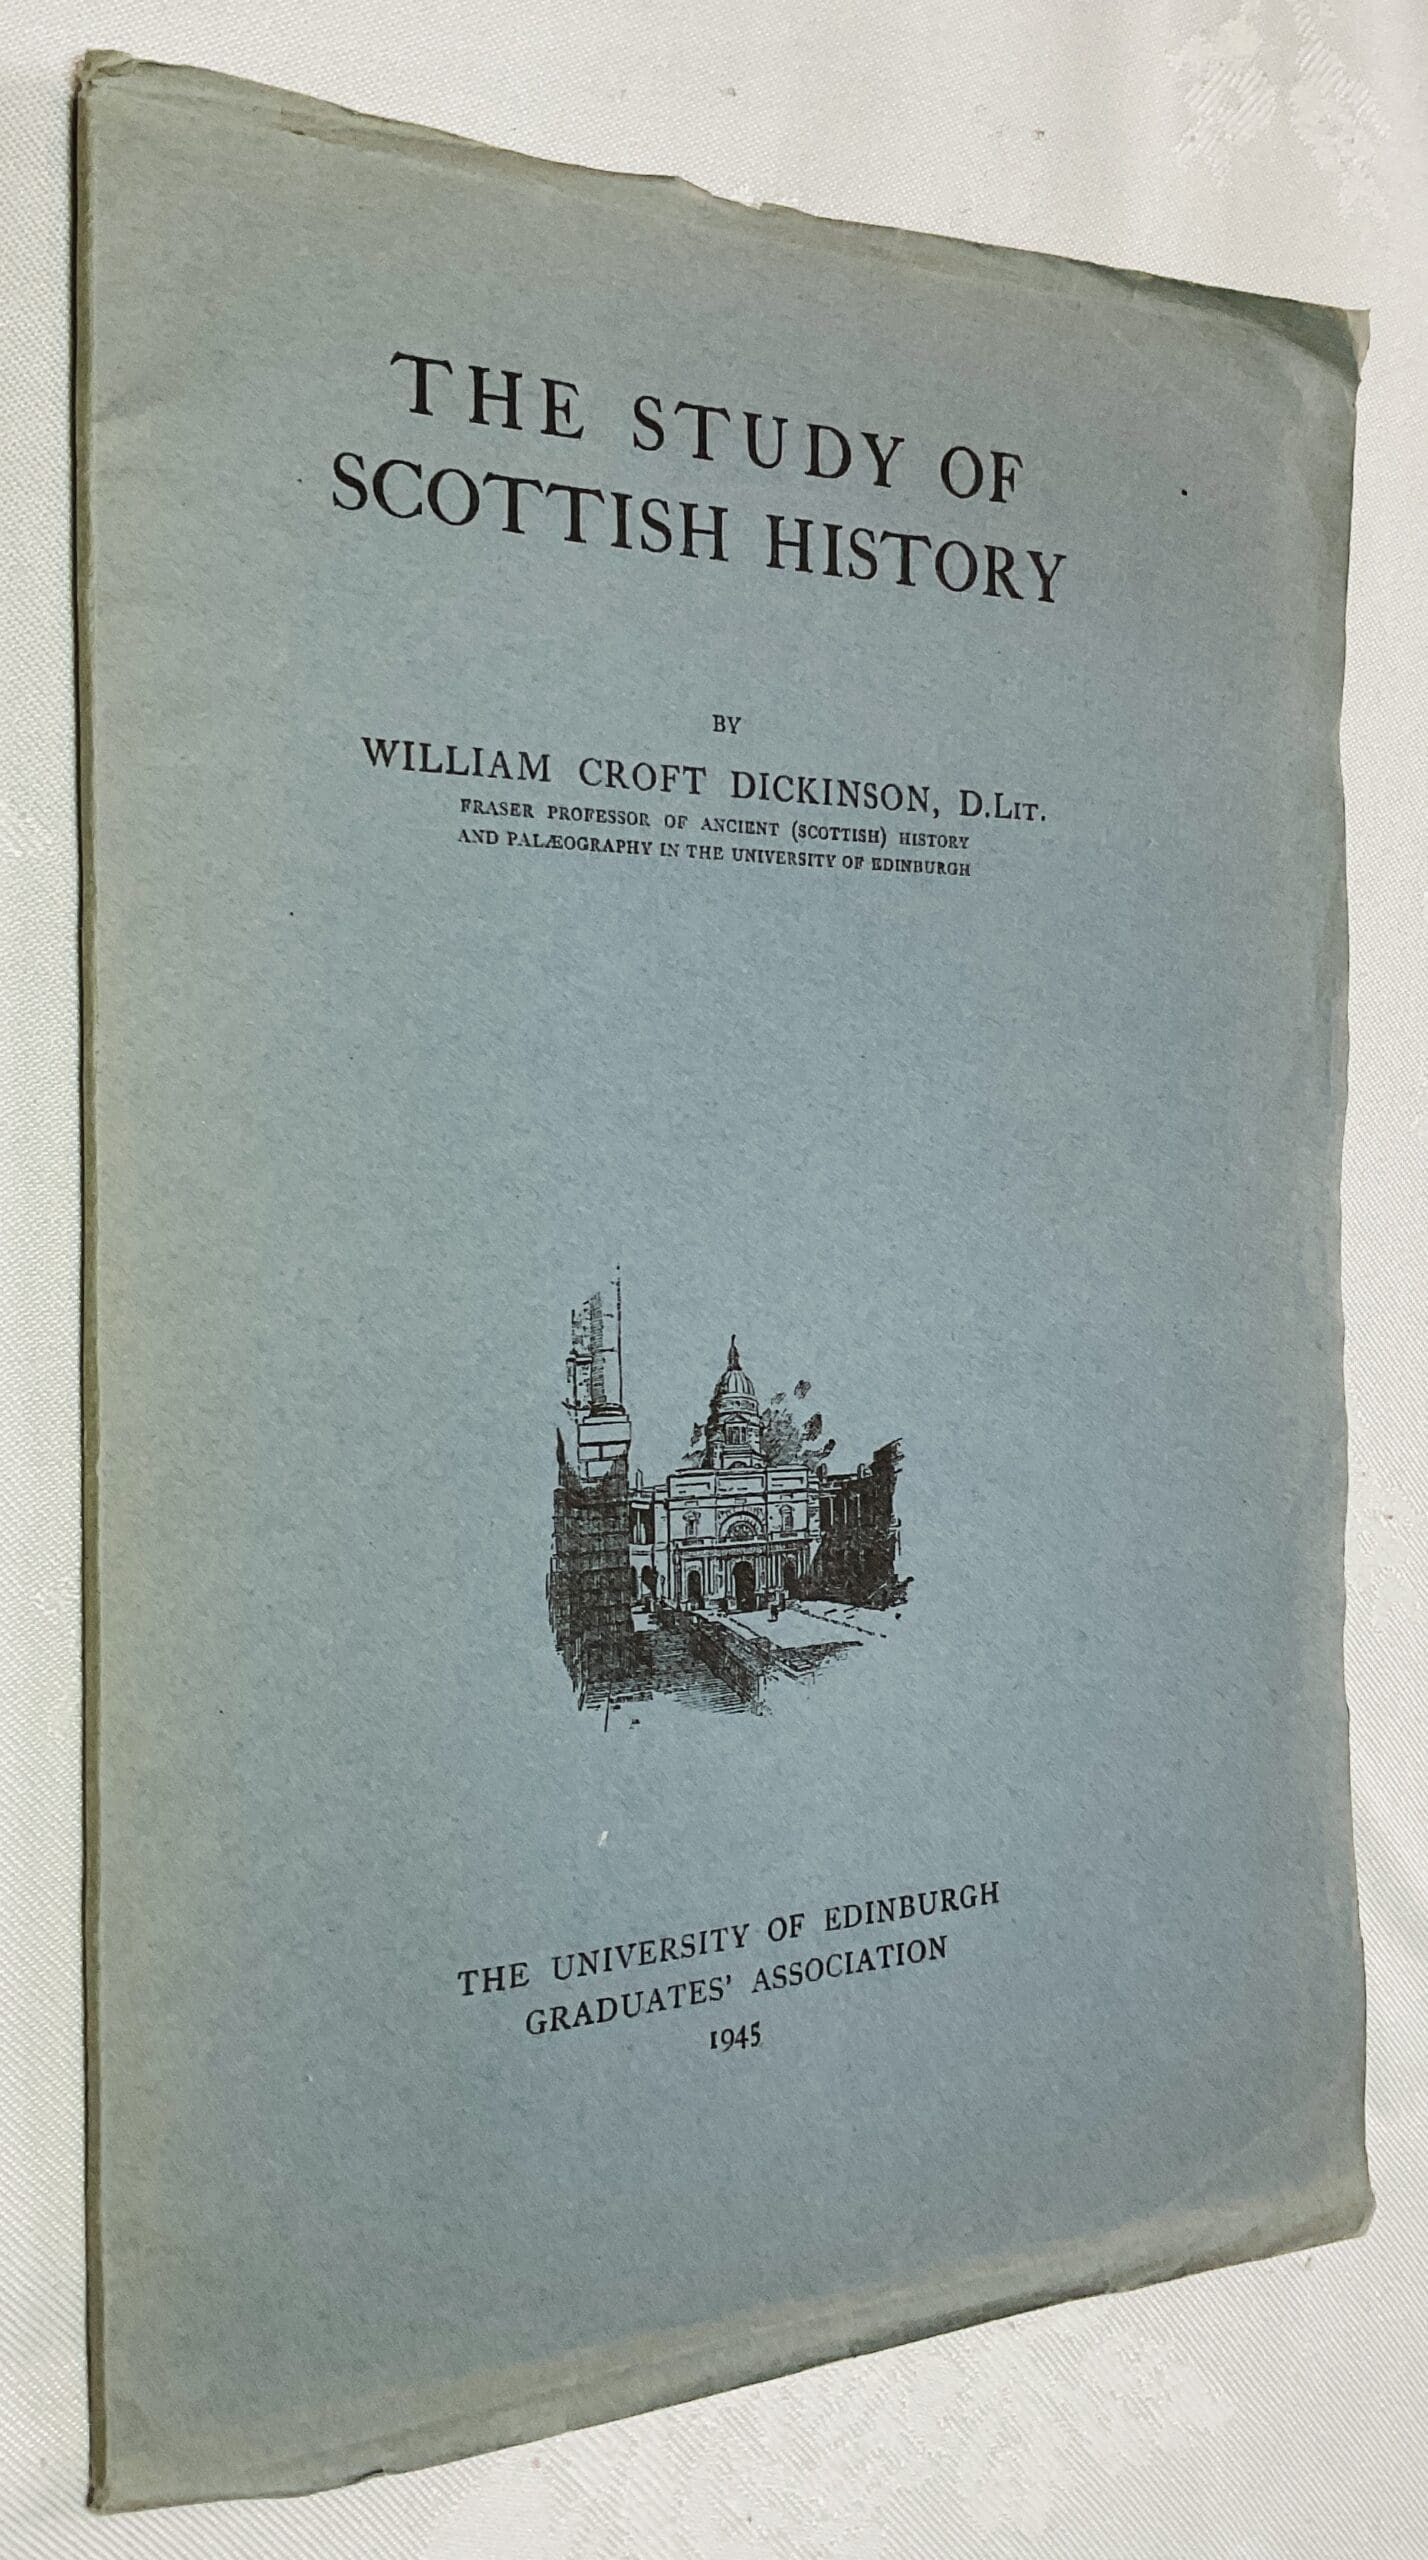 THE STUDY OF
SCOTTISH HISTORY
BY
WILLIAM CROFT DICKINSON, D.LIT.
FRASER PROFESSOR OF ANCIENT (SCOTTISH) HISTORY
AND PALÆOGRAPHY IN THE UNIVERSITY OF EDINBURGH
THE UNIVERSITY OF EDINBURGH
GRADUATES' ASSOCIATION
1945